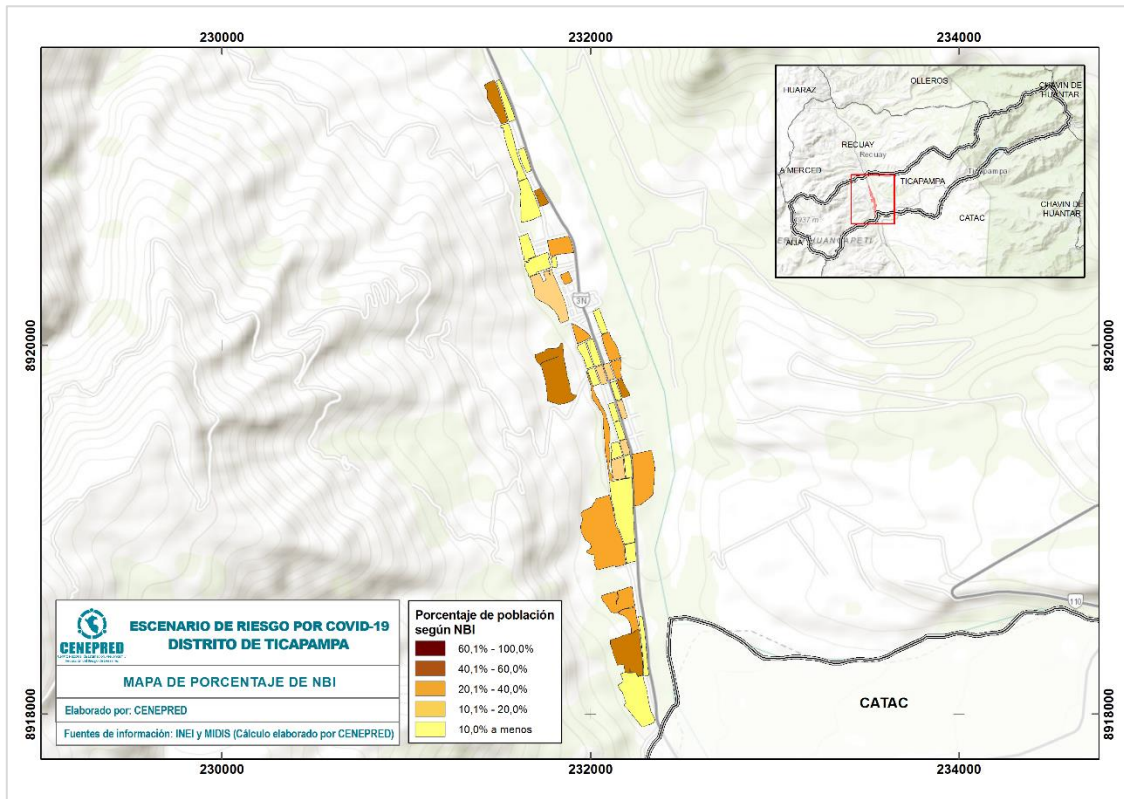 230000
232000
234000
HUARAZ
OLLEROS
CHAVIN DE
HUANTAR
RECUAY
Recuay
A MERCED
TICAPAMPA
Ticapampa
CATAC
CHAVIN DE
HUANTAR
AIJA
HUANCAPETI
3N
8920000
8920000
110
CATAC
8918000
8918000
CENEPRED
ESCENARIO DE RIESGO POR COVID-19
DISTRITO DE TICAPAMPA
MAPA DE PORCENTAJE DE NBI
Elaborado por: CENEPRED
Fuentes de información: INEI y MIDIS (Cálculo elaborado por CENEPRED)
Porcentaje de población
según NBI
60,1% - 100,0%
40,1% - 60,0%
20,1% - 40,0%
10,1% - 20,0%
10,0% a menos
230000
232000
234000